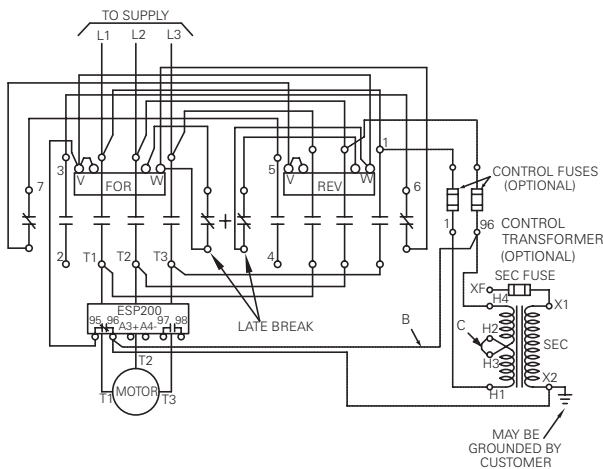 TO SUPPLY
L1 L2 L3
1
3
V
FOR
W
5
V
REV
W
6
7
CONTROL FUSES
(OPTIONAL)
1
96
CONTROL
TRANSFORMER
(OPTIONAL)
2
T1
T2
T3
4
SEC FUSE
XF
H4
X1
ESP200
95 96 A3+ A4- 97 98
LATE BREAK
B
C
H2
H3
SEC
T2
MOTOR
T1
T3
H1
X2
MAY BE
GROUNDED BY
CUSTOMER